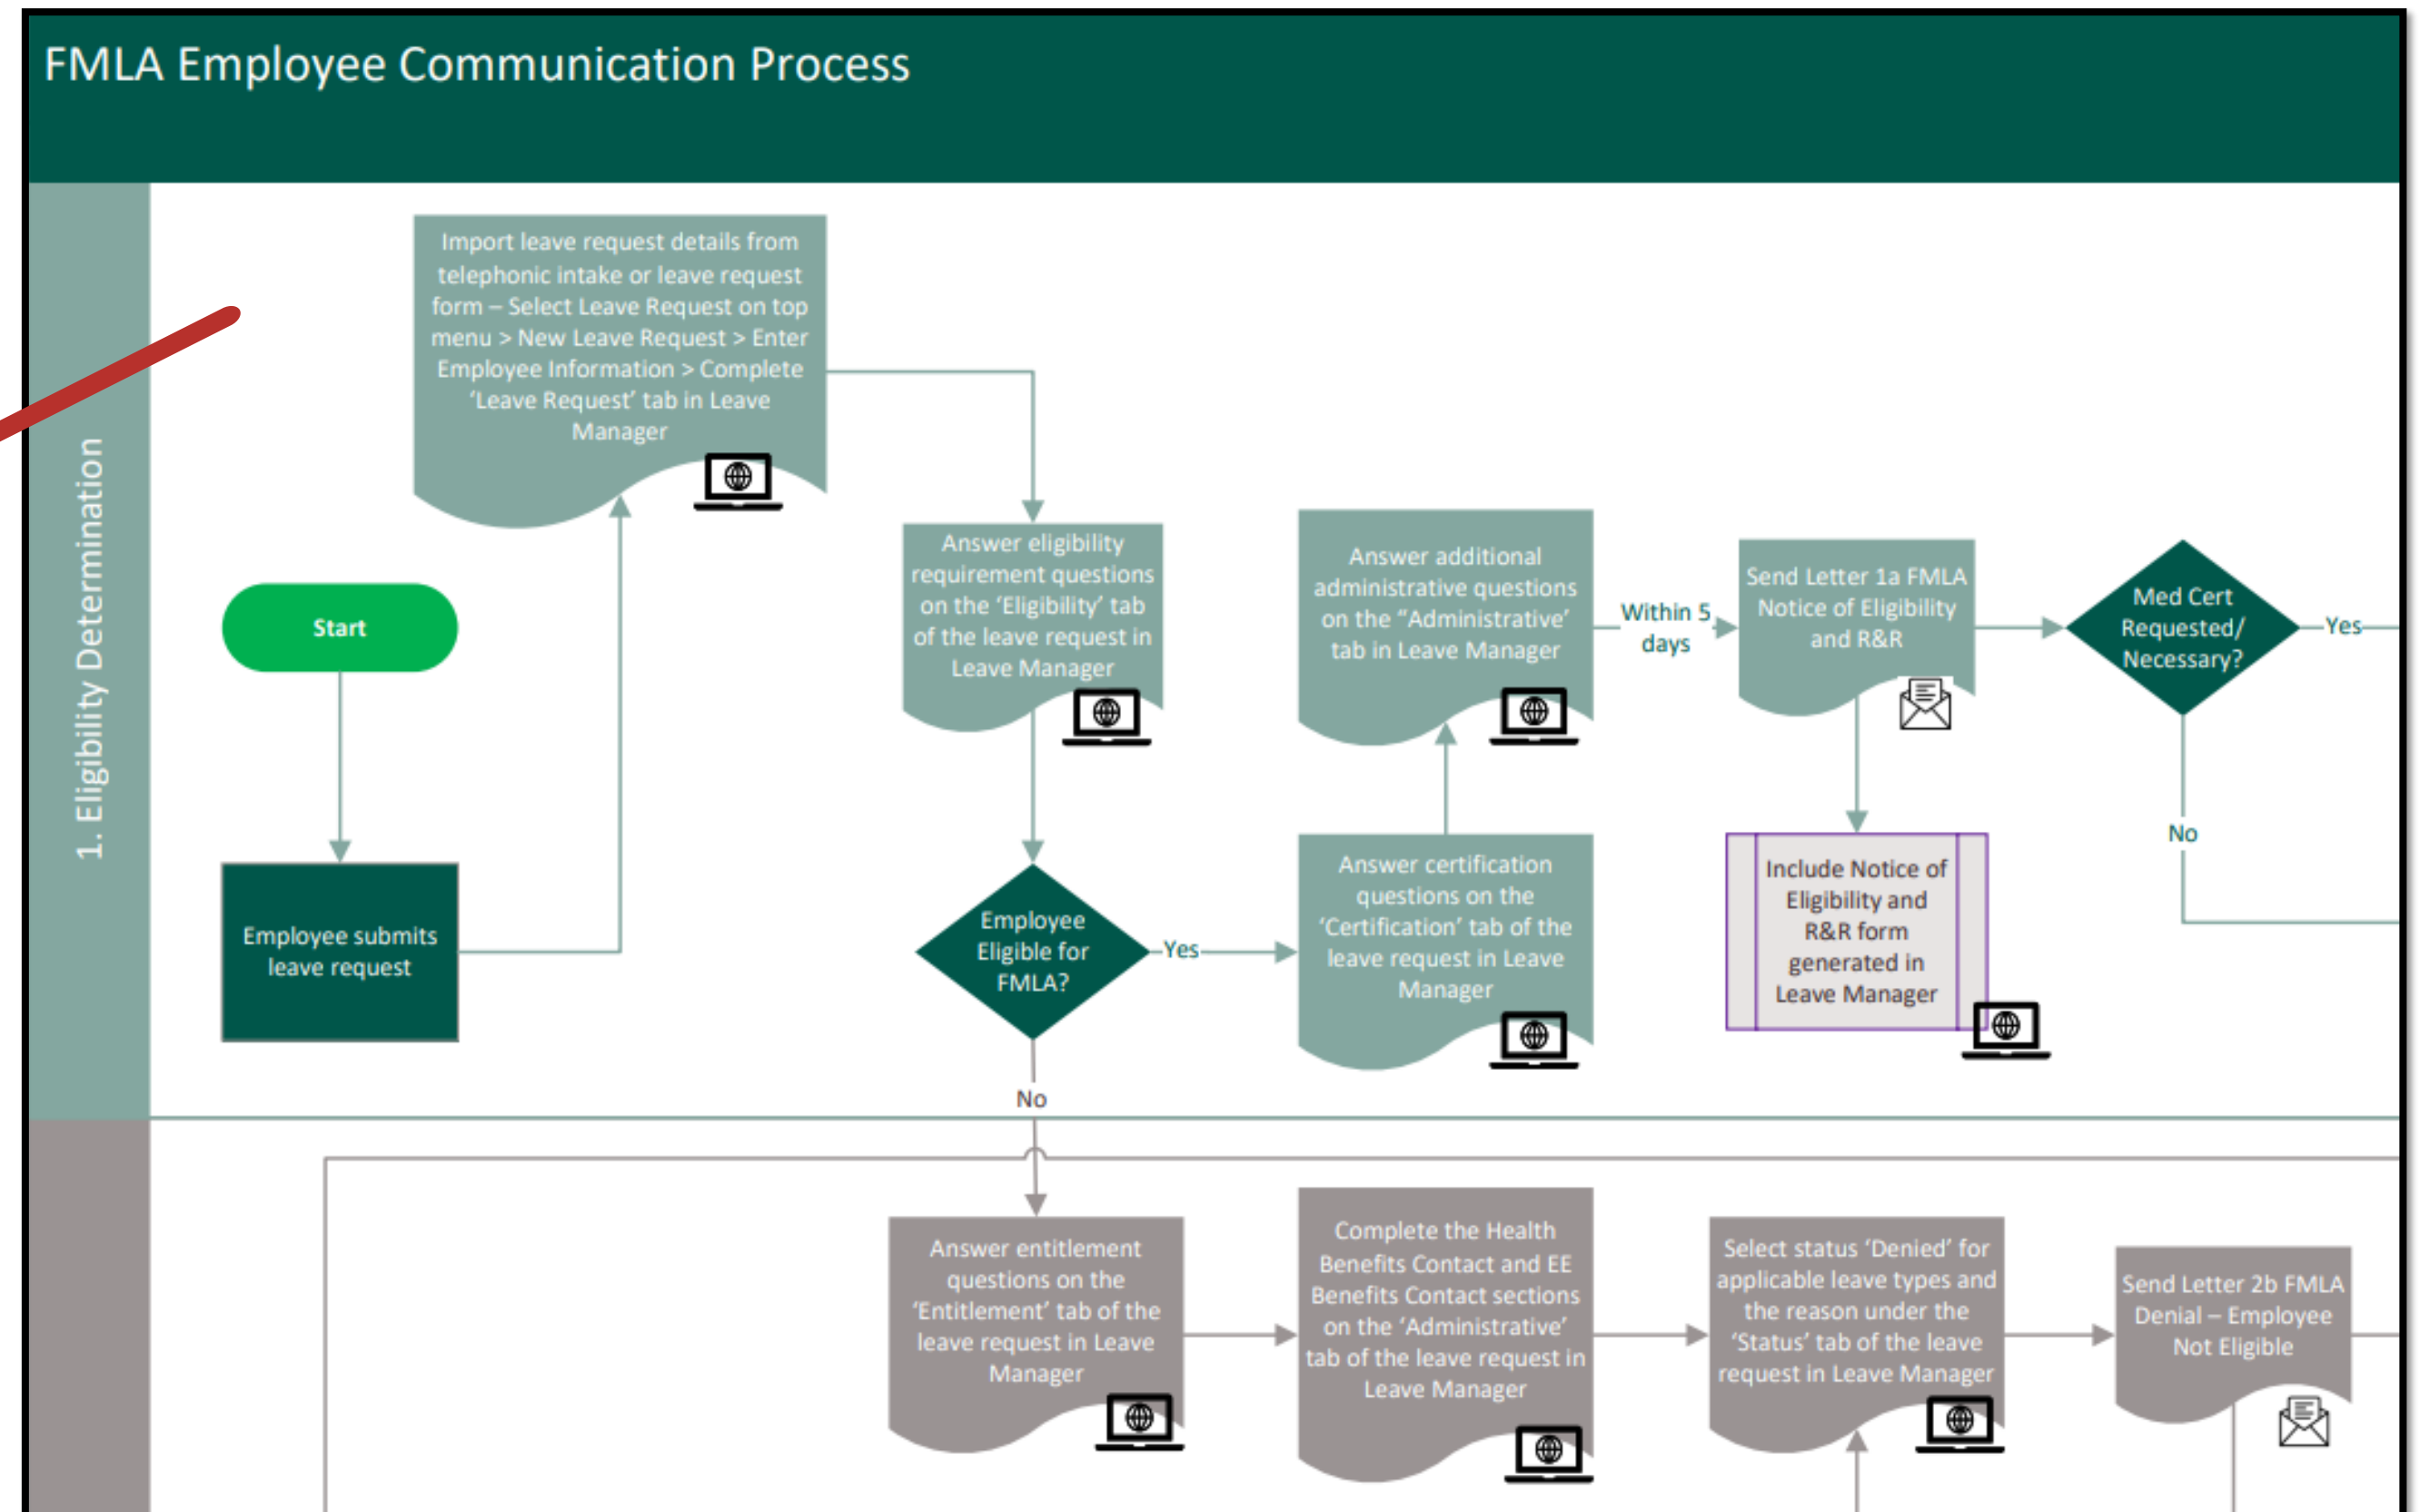 FMLA Employee Communication Process
1. Eligibility Determination
Import leave request details from
telephonic intake or leave request
form – Select Leave Request on top
menu > New Leave Request > Enter
Employee Information > Complete
‘Leave Request’ tab in Leave
Manager
Start
Employee submits
leave request
Answer eligibility
requirement questions
on the ‘Eligibility’ tab
of the leave request in
Leave Manager
Employee
Eligible for
FMLA?
Yes
No
Answer certification
questions on the
‘Certification’ tab of the
leave request in Leave
Manager
Answer additional
administrative questions
on the “Administrative’
tab in Leave Manager
Within 5
days
Send Letter 1a FMLA
Notice of Eligibility
and R&R
Include Notice of
Eligibility and
R&R form
generated in
Leave Manager
Med Cert
Requested/
Necessary?
Yes
No
Answer entitlement
questions on the
‘Entitlement’ tab of the
leave request in Leave
Manager
Complete the Health
Benefits Contact and EE
Benefits Contact sections
on the ‘Administrative’
tab of the leave request in
Leave Manager
Select status ‘Denied’ for
applicable leave types and
the reason under the
‘Status’ tab of the leave
request in Leave Manager
Send Letter 2b FMLA
Denial – Employee
Not Eligible